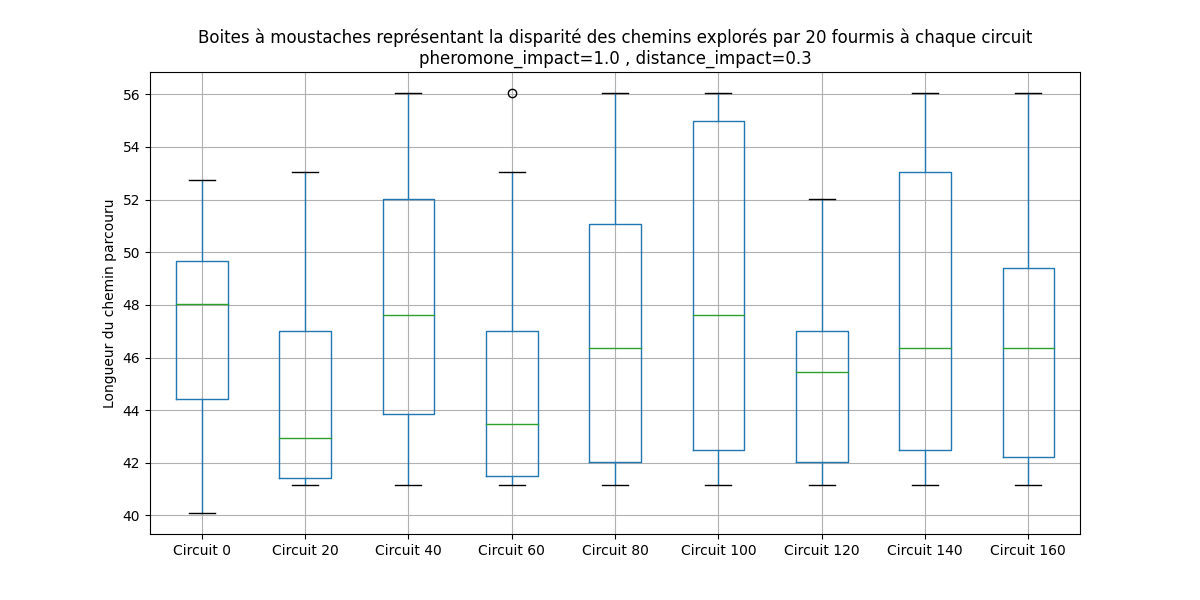 Boites à moustaches représentant la disparité des chemins explorés par 20 fourmis à chaque circuit
pheromone_impact=1.0 , distance_impact=0.3
Longueur du chemin parcouru
56
54
52
50
48
46
44
42
40
Circuit 0
Circuit 20
Circuit 40
Circuit 60
Circuit 80
Circuit 100
Circuit 120
Circuit 140
Circuit 160